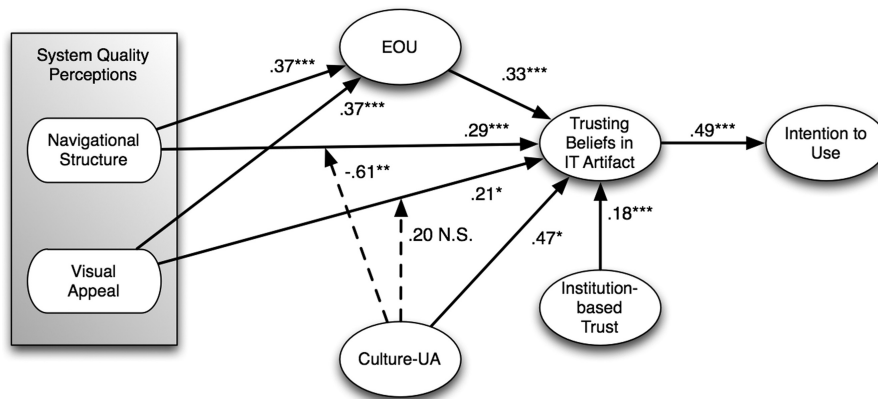 System Quality
Perceptions
EOU
.37***
.33***
.37***
Navigational
Structure
.29***
Trusting
Beliefs in
IT Artifact
.49***
Intention to
Use
-.61**
.21*
.20 N.S.
.47*
.18***
Visual
Appeal
Institution-
based
Trust
Culture-UA